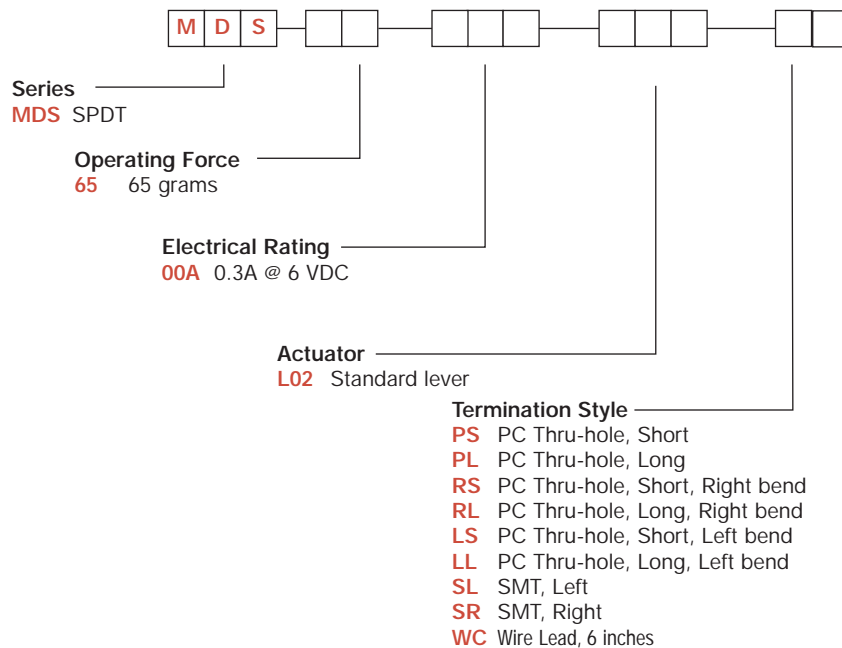 M D S
Series
MDS SPDT
Operating Force
65 65 grams
Electrical Rating
00A 0.3A @ 6 VDC
Actuator
L02 Standard lever
Termination Style
PS PC Thru-hole, Short
PL PC Thru-hole, Long
RS PC Thru-hole, Short, Right bend
RL PC Thru-hole, Long, Right bend
LS PC Thru-hole, Short, Left bend
LL PC Thru-hole, Long, Left bend
SL SMT, Left
SR SMT, Right
WC Wire Lead, 6 inches